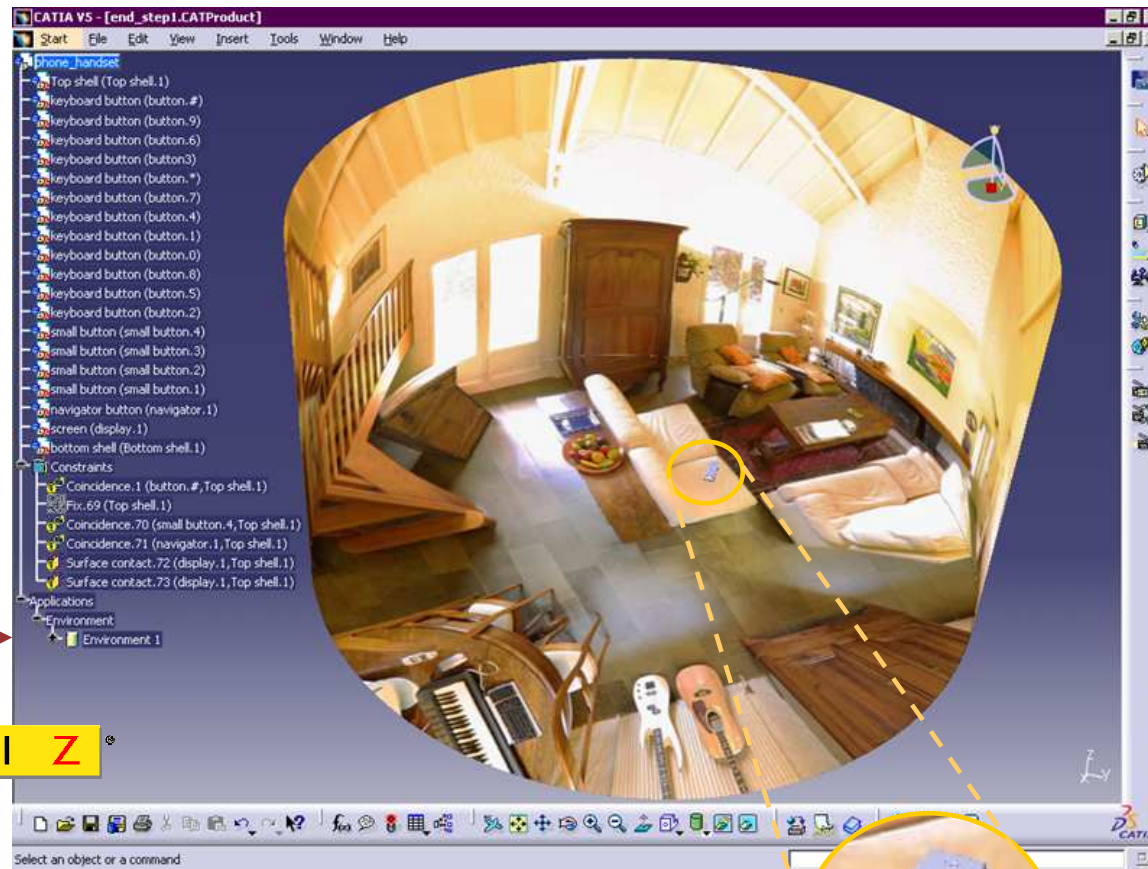 CATIA V5 - [end_step1.CATProduct]
Start File Edit View Insert Tools Window Help
phone_handset
Top shell (Top shell.1)
keyboard button (button.#)
keyboard button (button.9)
keyboard button (button.6)
keyboard button (button3)
keyboard button (button.*)
keyboard button (button.7)
keyboard button (button.4)
keyboard button (button.1)
keyboard button (button.0)
keyboard button (button.8)
keyboard button (button.5)
keyboard button (button.2)
small button (small button.4)
small button (small button.3)
small button (small button.2)
small button (small button.1)
navigator button (navigator.1)
screen (display.1)
bottom shell (Bottom shell.1)
Constraints
Coincidence.1 (button.#,Top shell.1)
Fix.69 (Top shell.1)
Coincidence.70 (small button.4,Top shell.1)
Coincidence.71 (navigator.1,Top shell.1)
Surface contact.72 (display.1,Top shell.1)
Surface contact.73 (display.1,Top shell.1)
Applications
Environment
Environment 1
I Z
z
y
f(x)
CATIA
Select an object or a command